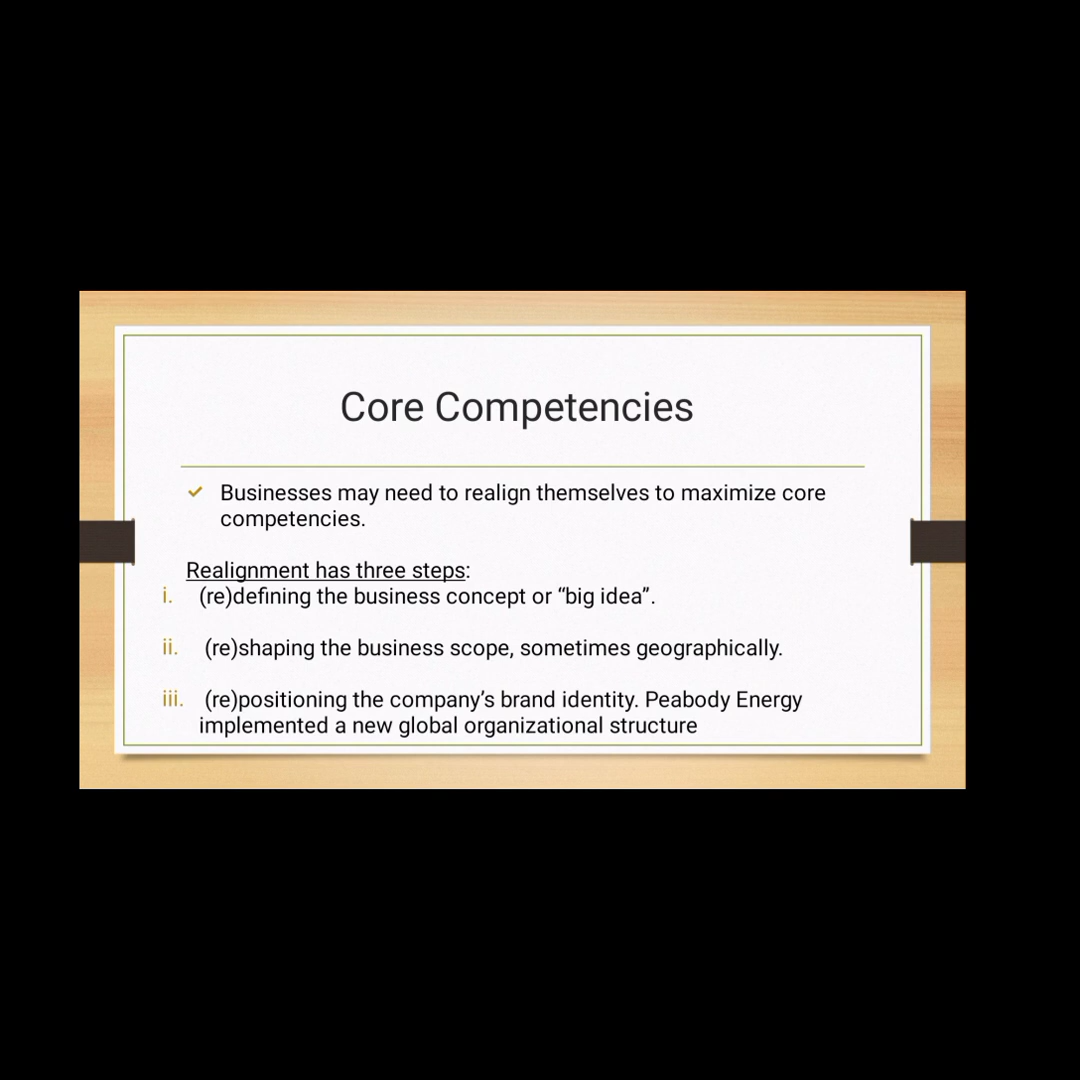 Core Competencies
✓ Businesses may need to realign themselves to maximize core
competencies.
Realignment has three steps:
i. (re)defining the business concept or “big idea”.
ii. (re)shaping the business scope, sometimes geographically.
iii. (re)positioning the company’s brand identity. Peabody Energy
implemented a new global organizational structure